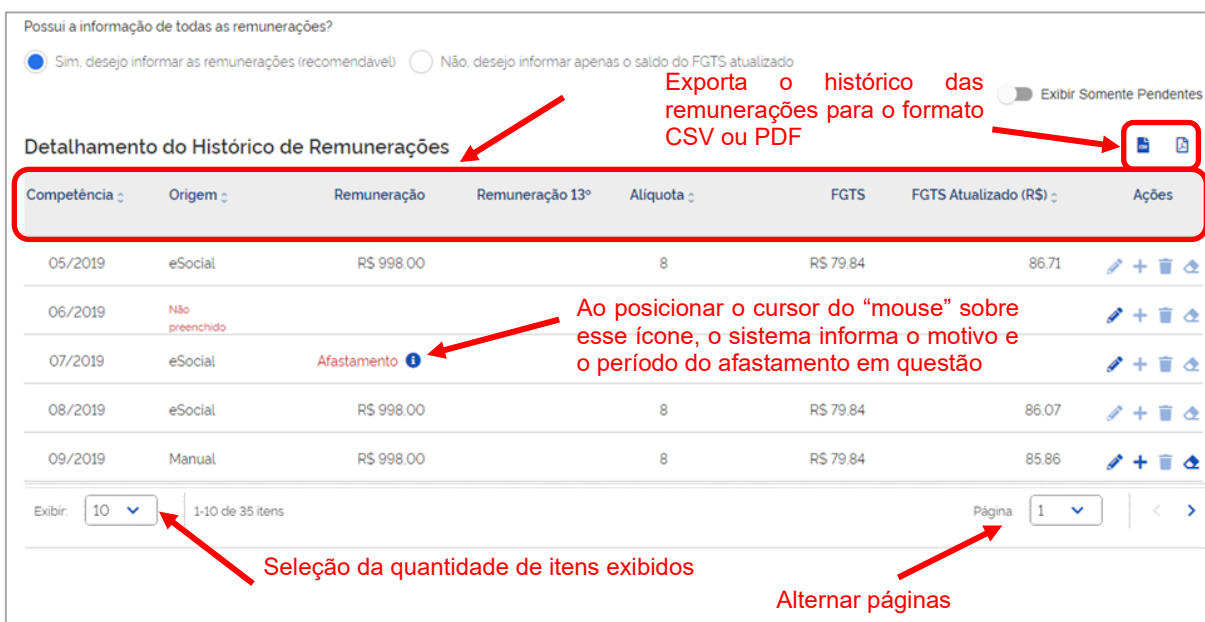 Possui a informação de todas as remunerações?
Sim, desejo informar as remunerações (recomendável) Não, desejo informar apenas o saldo do FGTS atualizado
Exporta o histórico das
remunerações para o formato
CSV ou PDF
Exibir Somente Pendentes
Detalhamento do Histórico de Remunerações
Competência Origem Remuneração Remuneração 13º Alíquota FGTS FGTS Atualizado (R$) Ações
05/2019 eSocial R$ 998,00 8 R$ 79,84 86,71
06/2019 Não
preenchido
Ao posicionar o cursor do “mouse” sobre
esse ícone, o sistema informa o motivo e
o período do afastamento em questão
07/2019 eSocial Afastamento
08/2019 eSocial R$ 998,00 8 R$ 79,84 86,07
09/2019 Manual R$ 998,00 8 R$ 79,84 85,86
Exibir: 10 1-10 de 35 itens Página 1
Seleção da quantidade de itens exibidos
Alternar páginas